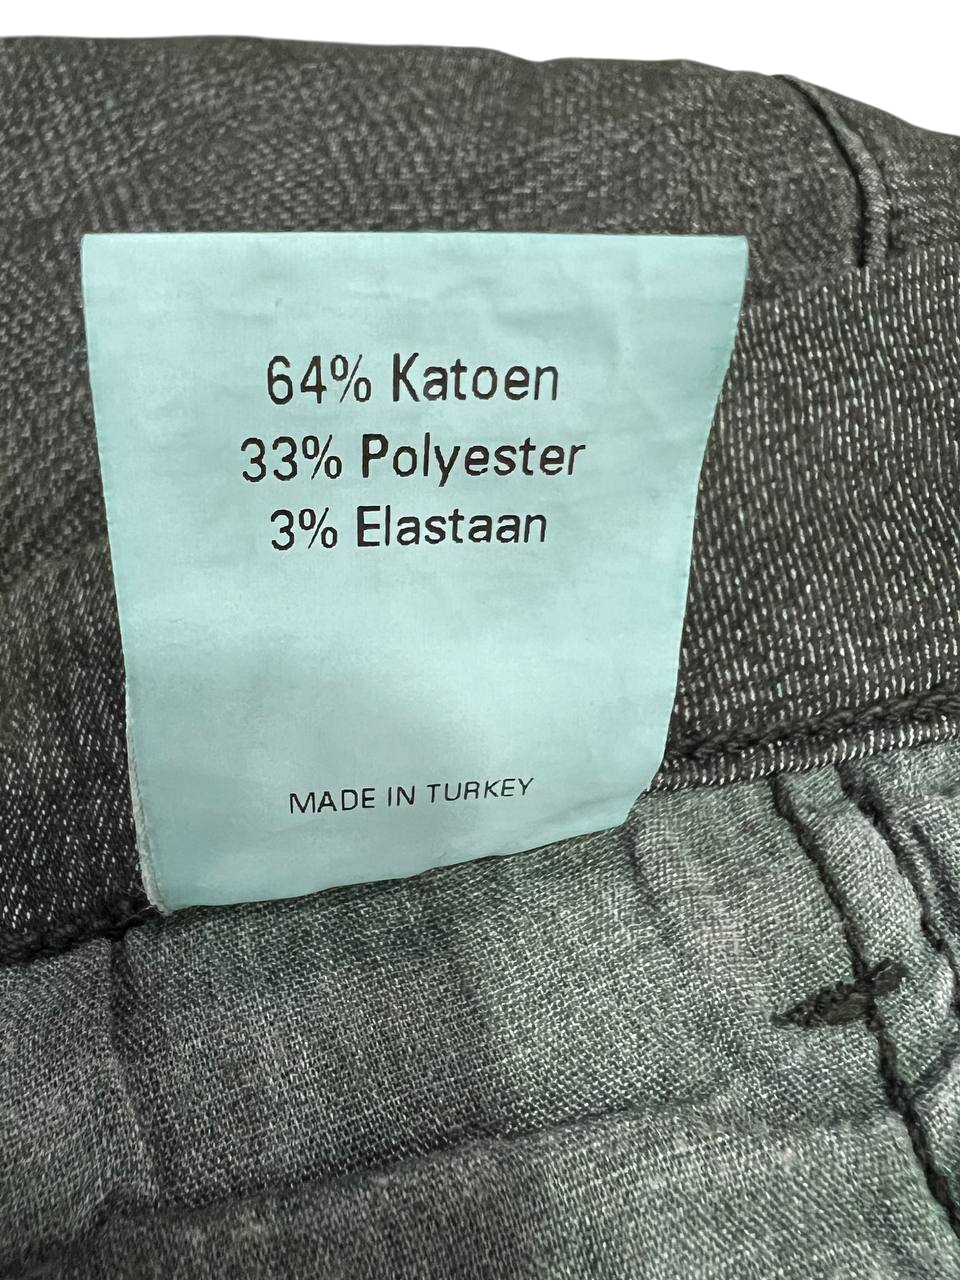 64% Katoen
33% Polyester
3% Elastaan
MADE IN TURKEY